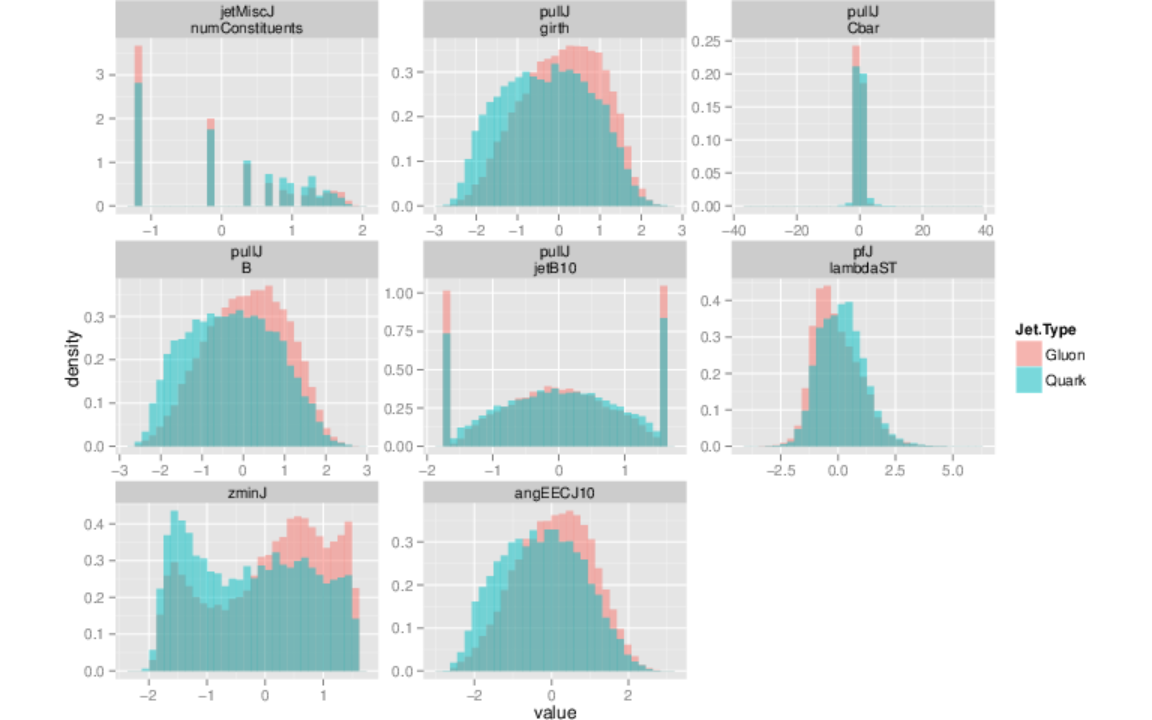 jetMiscJ
numConstituents
pullJ
girth
pullJ
Cbar
3
2
1
0
−1 0 1 2
0.3
0.2
0.1
0.0
−3 −2 −1 0 1 2 3
0.25
0.20
0.15
0.10
0.05
0.00
−40 −20 0 20 40
pullJ
B
pullJ
jetB10
pfJ
lambdaST
density
0.3
0.2
0.1
0.0
−3 −2 −1 0 1 2 3
1.00
0.75
0.50
0.25
0.00
−2 −1 0 1
0.4
0.3
0.2
0.1
0.0
−2.5 0.0 2.5 5.0
Jet.Type
Gluon
Quark
zminJ
angEECJ10
0.4
0.3
0.2
0.1
0.0
−2 −1 0 1
0.3
0.2
0.1
0.0
−2 0 2
value